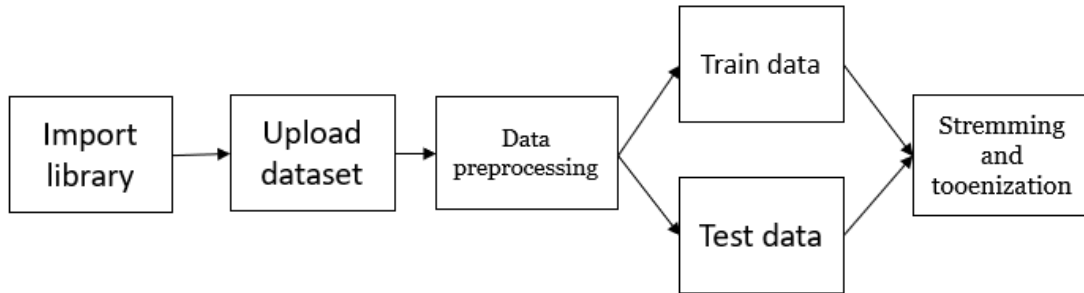 Import
library
Upload
dataset
Data
preprocessing
Train data
Test data
Stremming
and
tooenization